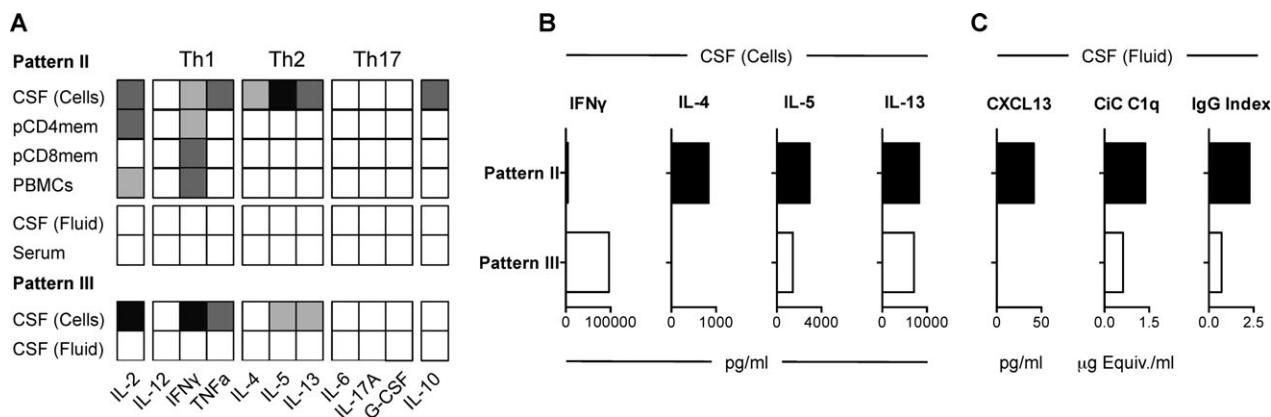 A
Pattern II
Th1 Th2 Th17
CSF (Cells)
pCD4mem
pCD8mem
PBMCs
CSF (Fluid)
Serum
Pattern III
CSF (Cells)
CSF (Fluid)
IL-2 IL-12 IFNγ TNFa IL-4 IL-5 IL-13 IL-6 IL-17A G-CSF IL-10
B
CSF (Cells)
IFNγ IL-4 IL-5 IL-13
Pattern II
Pattern III
0 100000 0 1000 0 4000 0 10000
pg/ml
C
CSF (Fluid)
CXCL13 CiC C1q IgG Index
0 50 0.0 1.5 0.0 2.5
pg/ml µg Equiv./ml